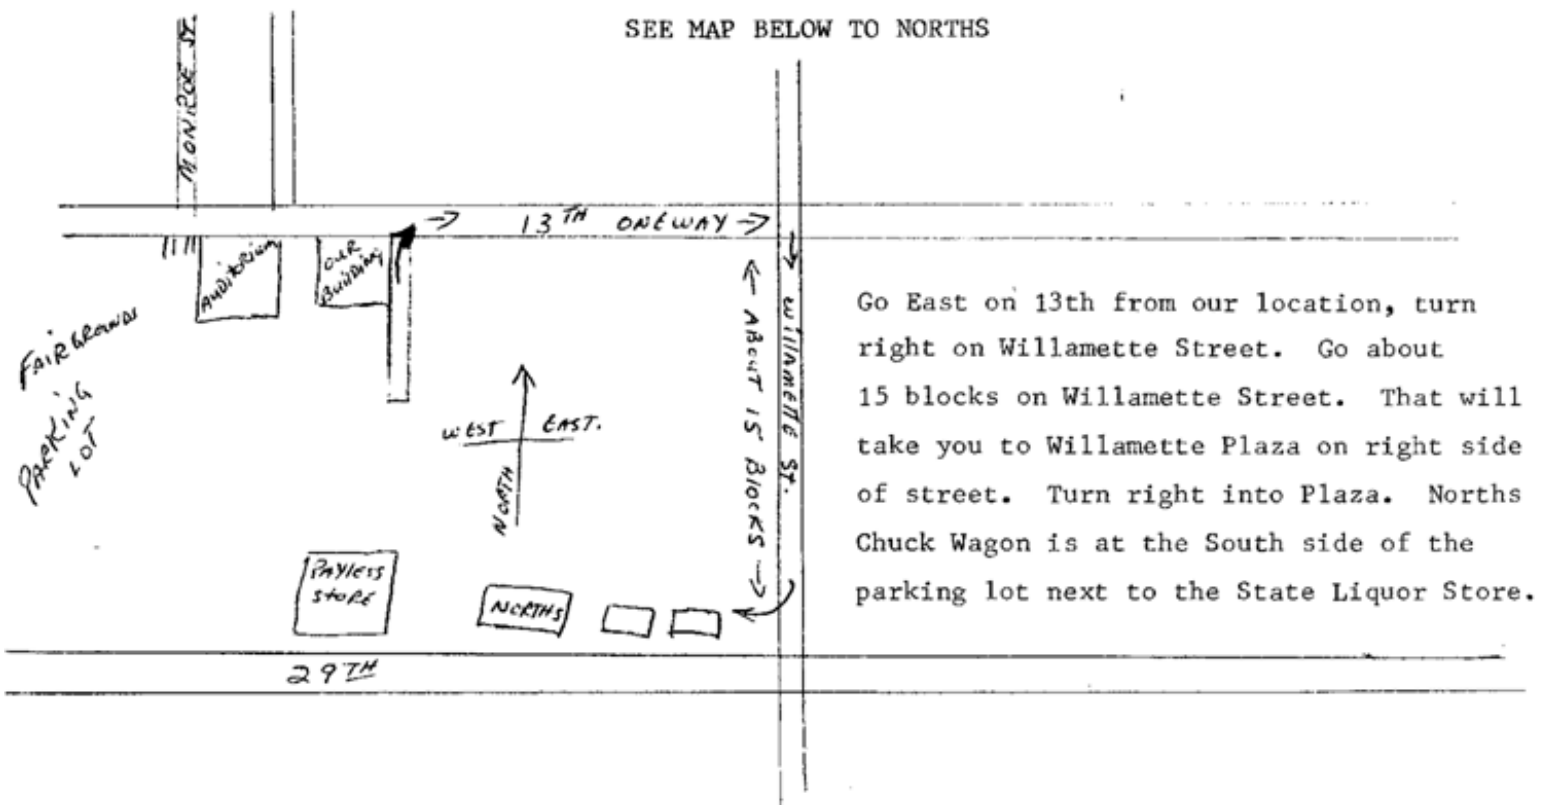 SEE MAP BELOW TO NORTHS
MONROE ST
13TH ONEWAY
AUDITORIUM
OUR
BUILDING
FAIRGROUNDS
PARKING
LOT
WEST EAST.
NORTH
ABOUT 15 BLOCKS
WILLAMETTE ST.
Go East on 13th from our location, turn
right on Willamette Street. Go about
15 blocks on Willamette Street. That will
take you to Willamette Plaza on right side
of street. Turn right into Plaza. Norths
Chuck Wagon is at the South side of the
parking lot next to the State Liquor Store.
PAYLESS
STORE
NORTHS
29TH